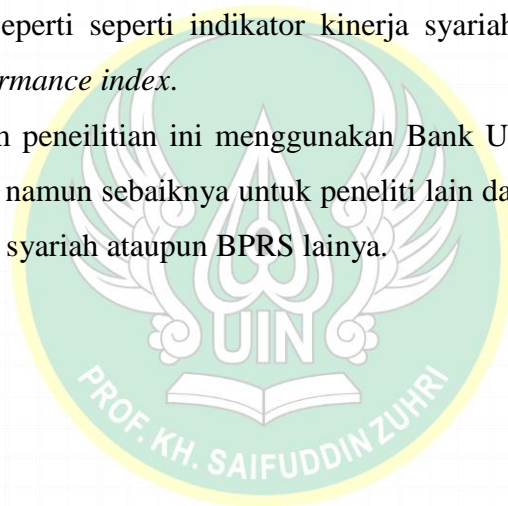 eperti seperti indikator kinerja syariah
rmance index.
n peneilitian ini menggunakan Bank U
namun sebaiknya untuk peneliti lain da
syariah ataupun BPRS lainya.
UIN
PROF. KH. SAIFUDDIN ZUHRI